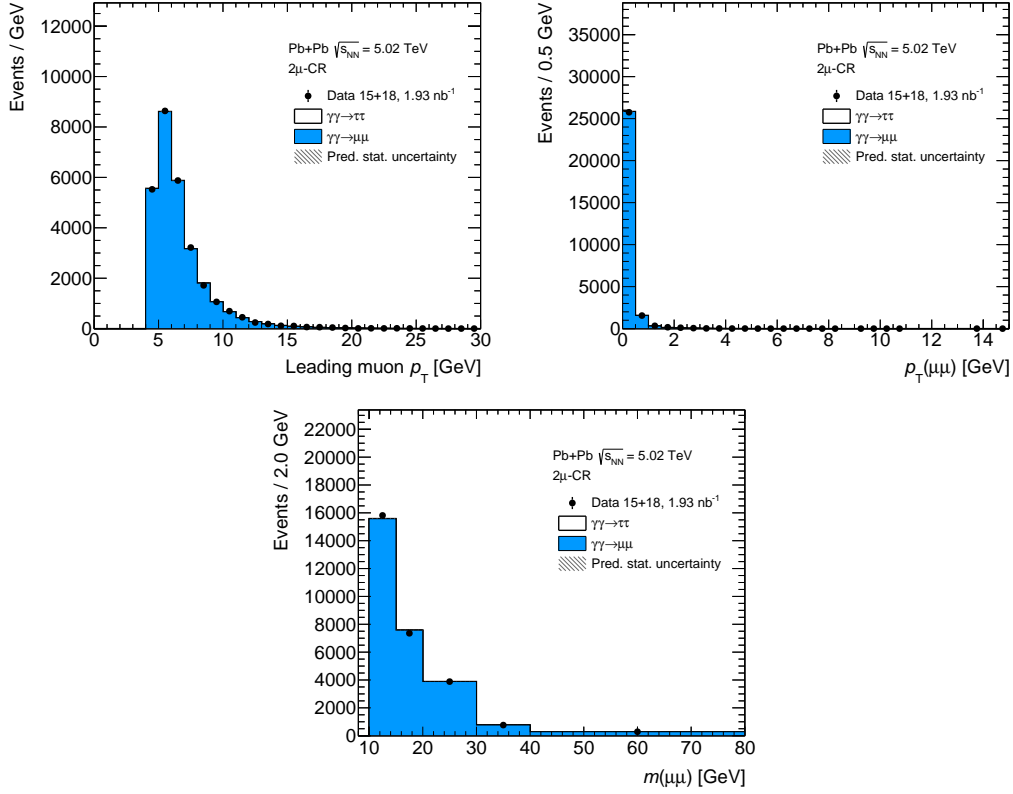 Events / GeV
12000
10000
8000
6000
4000
2000
0
0 5 10 15 20 25 30
Leading muon pT [GeV]
Pb+Pb √sNN = 5.02 TeV
2μ-CR
Data 15+18, 1.93 nb-1
γγ→ττ
γγ→μμ
Pred. stat. uncertainty
Events / 0.5 GeV
35000
30000
25000
20000
15000
10000
5000
0
0 2 4 6 8 10 12 14
pT(μμ) [GeV]
Pb+Pb √sNN = 5.02 TeV
2μ-CR
Data 15+18, 1.93 nb-1
γγ→ττ
γγ→μμ
Pred. stat. uncertainty
Events / 2.0 GeV
22000
20000
18000
16000
14000
12000
10000
8000
6000
4000
2000
0
10 20 30 40 50 60 70 80
m(μμ) [GeV]
Pb+Pb √sNN = 5.02 TeV
2μ-CR
Data 15+18, 1.93 nb-1
γγ→ττ
γγ→μμ
Pred. stat. uncertainty